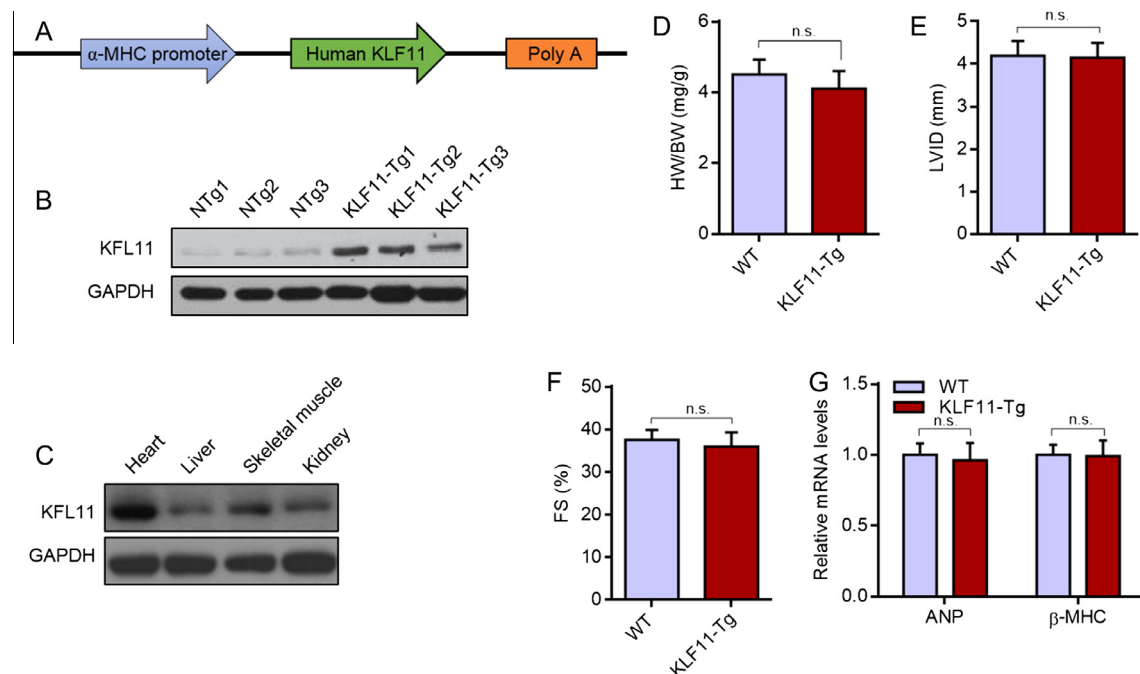 A
α-MHC promoter
Human KLF11
Poly A
B
NTg1
NTg2
NTg3
KLF11-Tg1
KLF11-Tg2
KLF11-Tg3
KFL11
GAPDH
C
Heart
Liver
Skeletal muscle
Kidney
KFL11
GAPDH
D
n.s.
HW/BW (mg/g)
6
4
2
0
WT
KLF11-Tg
E
n.s.
LVID (mm)
5
4
3
2
1
0
WT
KLF11-Tg
F
n.s.
FS (%)
50
40
30
20
10
0
WT
KLF11-Tg
G
WT
KLF11-Tg
n.s.
n.s.
Relative mRNA levels
1.5
1.0
0.5
0.0
ANP
β-MHC